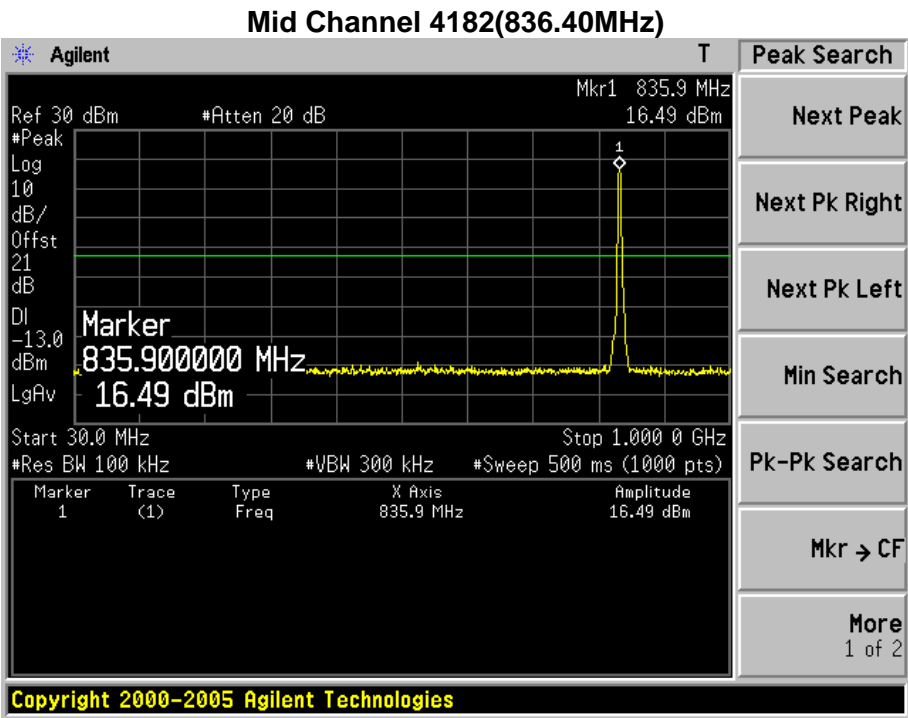 Mid Channel 4182(836.40MHz)
Agilent T Peak Search
Mkr1 835.9 MHz
Ref 30 dBm #Atten 20 dB 16.49 dBm
#Peak
Log
10
dB/
Offst
21
dB
DI
-13.0
dBm
LgAv
1
Marker
835.900000 MHz
16.49 dBm
Start 30.0 MHz Stop 1.000 0 GHz
#Res BW 100 kHz #VBW 300 kHz #Sweep 500 ms (1000 pts)
Marker Trace Type X Axis Amplitude
1 (1) Freq 835.9 MHz 16.49 dBm
Next Peak
Next Pk Right
Next Pk Left
Min Search
Pk-Pk Search
Mkr → CF
More
1 of 2
Copyright 2000-2005 Agilent Technologies